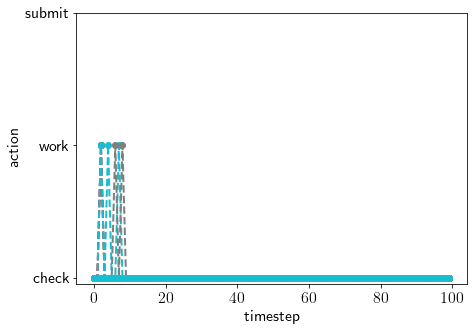 submit
action
work
check
0 20 40 60 80 100
timestep